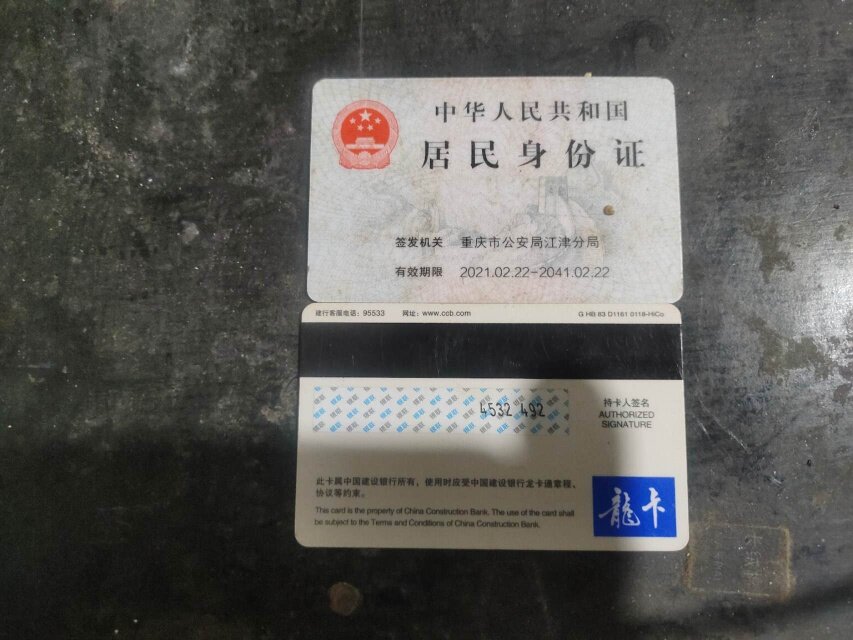 中华人民共和国
居民身份证
签发机关 重庆市公安局江津分局
有效期限 2021.02.22-2041.02.22
建行客服电话：95533 网址：www.ccb.com G HB 83 D1161 0118-HiCo
4532 492
持卡人签名
AUTHORIZED
SIGNATURE
此卡属中国建设银行所有，使用时应受中国建设银行龙卡通章程、
协议等约束。
This card is the property of China Construction Bank. The use of the card shall
be subject to the Terms and Conditions of China Construction Bank.
龍卡